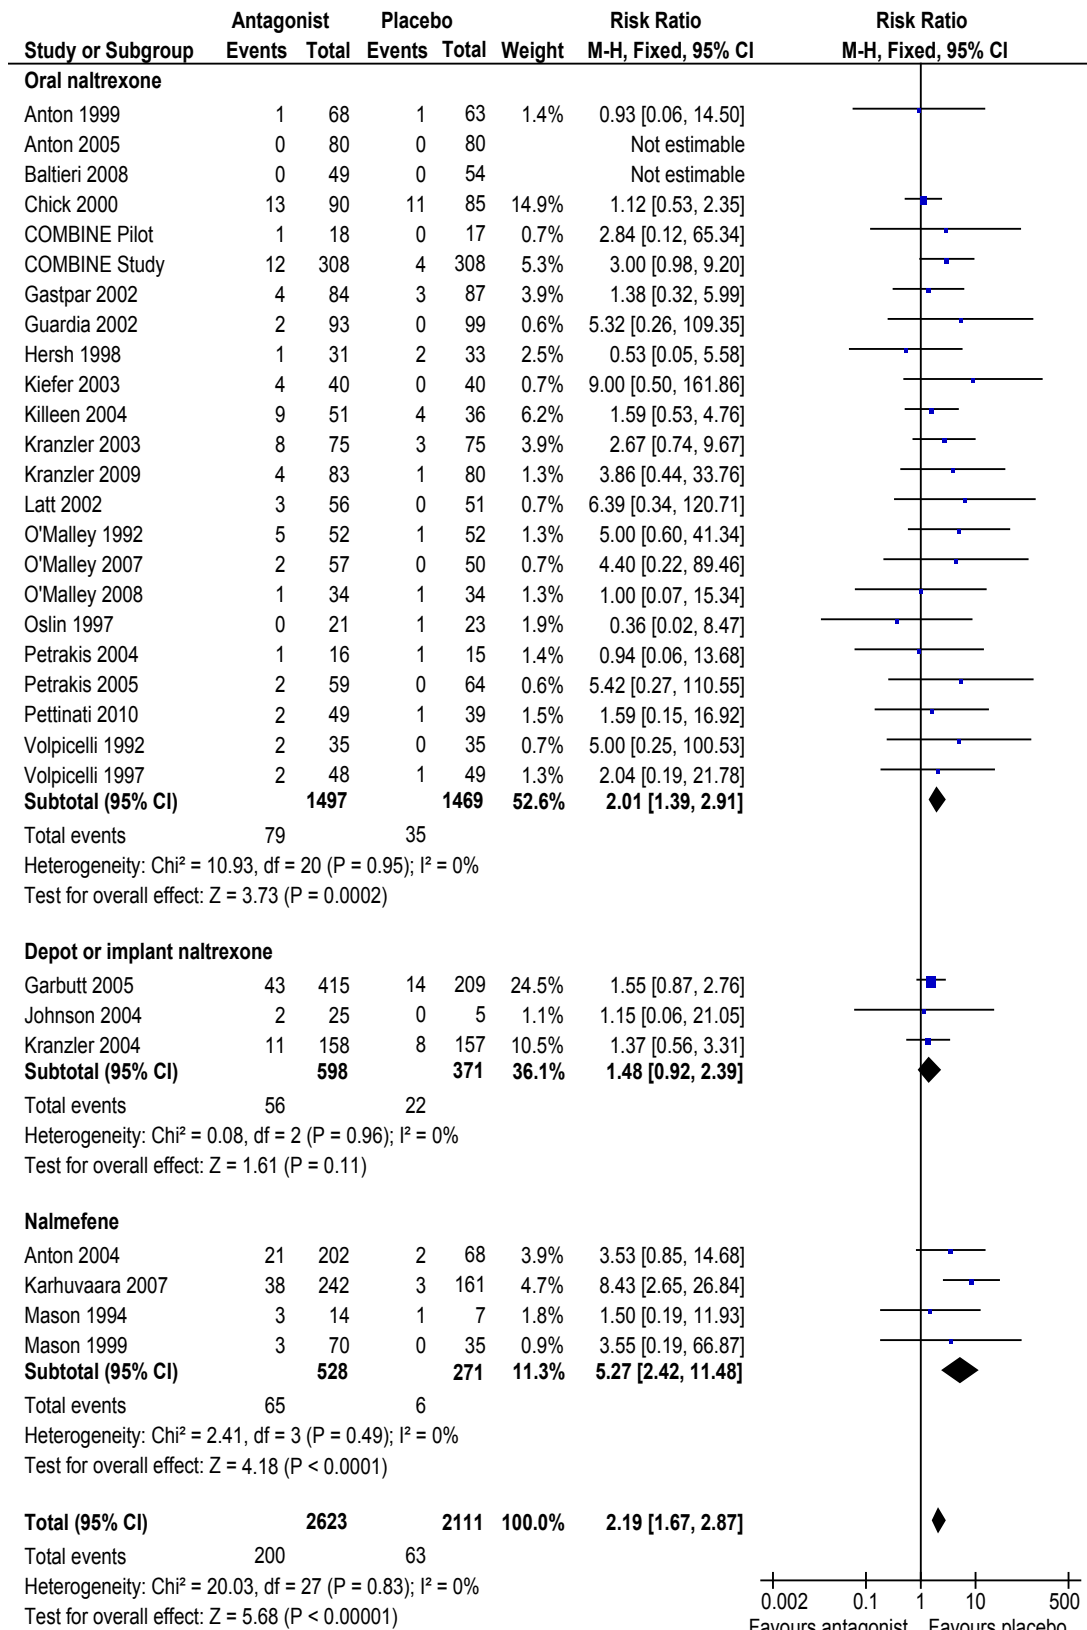 Antagonist Placebo Risk Ratio Risk Ratio
Study or Subgroup Events Total Events Total Weight M-H, Fixed, 95% CI M-H, Fixed, 95% CI
Oral naltrexone
Anton 1999 1 68 1 63 1.4% 0.93 [0.06, 14.50]
Anton 2005 0 80 0 80 Not estimable
Baltieri 2008 0 49 0 54 Not estimable
Chick 2000 13 90 11 85 14.9% 1.12 [0.53, 2.35]
COMBINE Pilot 1 18 0 17 0.7% 2.84 [0.12, 65.34]
COMBINE Study 12 308 4 308 5.3% 3.00 [0.98, 9.20]
Gastpar 2002 4 84 3 87 3.9% 1.38 [0.32, 5.99]
Guardia 2002 2 93 0 99 0.6% 5.32 [0.26, 109.35]
Hersh 1998 1 31 2 33 2.5% 0.53 [0.05, 5.58]
Kiefer 2003 4 40 0 40 0.7% 9.00 [0.50, 161.86]
Killeen 2004 9 51 4 36 6.2% 1.59 [0.53, 4.76]
Kranzler 2003 8 75 3 75 3.9% 2.67 [0.74, 9.67]
Kranzler 2009 4 83 1 80 1.3% 3.86 [0.44, 33.76]
Latt 2002 3 56 0 51 0.7% 6.39 [0.34, 120.71]
O'Malley 1992 5 52 1 52 1.3% 5.00 [0.60, 41.34]
O'Malley 2007 2 57 0 50 0.7% 4.40 [0.22, 89.46]
O'Malley 2008 1 34 1 34 1.3% 1.00 [0.07, 15.34]
Oslin 1997 0 21 1 23 1.9% 0.36 [0.02, 8.47]
Petrakis 2004 1 16 1 15 1.4% 0.94 [0.06, 13.68]
Petrakis 2005 2 59 0 64 0.6% 5.42 [0.27, 110.55]
Pettinati 2010 2 49 1 39 1.5% 1.59 [0.15, 16.92]
Volpicelli 1992 2 35 0 35 0.7% 5.00 [0.25, 100.53]
Volpicelli 1997 2 48 1 49 1.3% 2.04 [0.19, 21.78]
Subtotal (95% CI) 1497 1469 52.6% 2.01 [1.39, 2.91]
Total events 79 35
Heterogeneity: Chi² = 10.93, df = 20 (P = 0.95); I² = 0%
Test for overall effect: Z = 3.73 (P = 0.0002)
Depot or implant naltrexone
Garbutt 2005 43 415 14 209 24.5% 1.55 [0.87, 2.76]
Johnson 2004 2 25 0 5 1.1% 1.15 [0.06, 21.05]
Kranzler 2004 11 158 8 157 10.5% 1.37 [0.56, 3.31]
Subtotal (95% CI) 598 371 36.1% 1.48 [0.92, 2.39]
Total events 56 22
Heterogeneity: Chi² = 0.08, df = 2 (P = 0.96); I² = 0%
Test for overall effect: Z = 1.61 (P = 0.11)
Nalmefene
Anton 2004 21 202 2 68 3.9% 3.53 [0.85, 14.68]
Karhuvaara 2007 38 242 3 161 4.7% 8.43 [2.65, 26.84]
Mason 1994 3 14 1 7 1.8% 1.50 [0.19, 11.93]
Mason 1999 3 70 0 35 0.9% 3.55 [0.19, 66.87]
Subtotal (95% CI) 528 271 11.3% 5.27 [2.42, 11.48]
Total events 65 6
Heterogeneity: Chi² = 2.41, df = 3 (P = 0.49); I² = 0%
Test for overall effect: Z = 4.18 (P < 0.0001)
Total (95% CI) 2623 2111 100.0% 2.19 [1.67, 2.87]
Total events 200 63
Heterogeneity: Chi² = 20.03, df = 27 (P = 0.83); I² = 0%
Test for overall effect: Z = 5.68 (P < 0.00001)
0.002 0.1 1 10 500
Favours antagonist Favours placebo